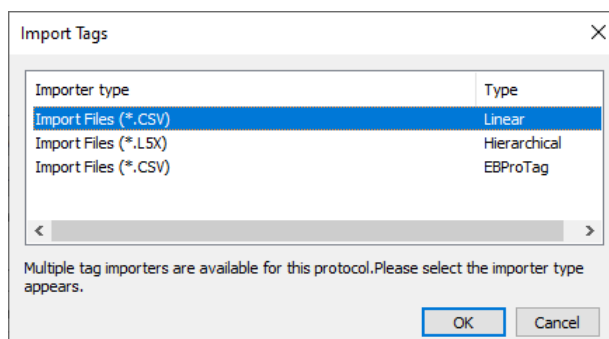 Import Tags
Importer type Type
Import Files (*.CSV) Linear
Import Files (*.L5X) Hierarchical
Import Files (*.CSV) EBProTag
Multiple tag importers are available for this protocol.Please select the importer type
appears.
OK Cancel